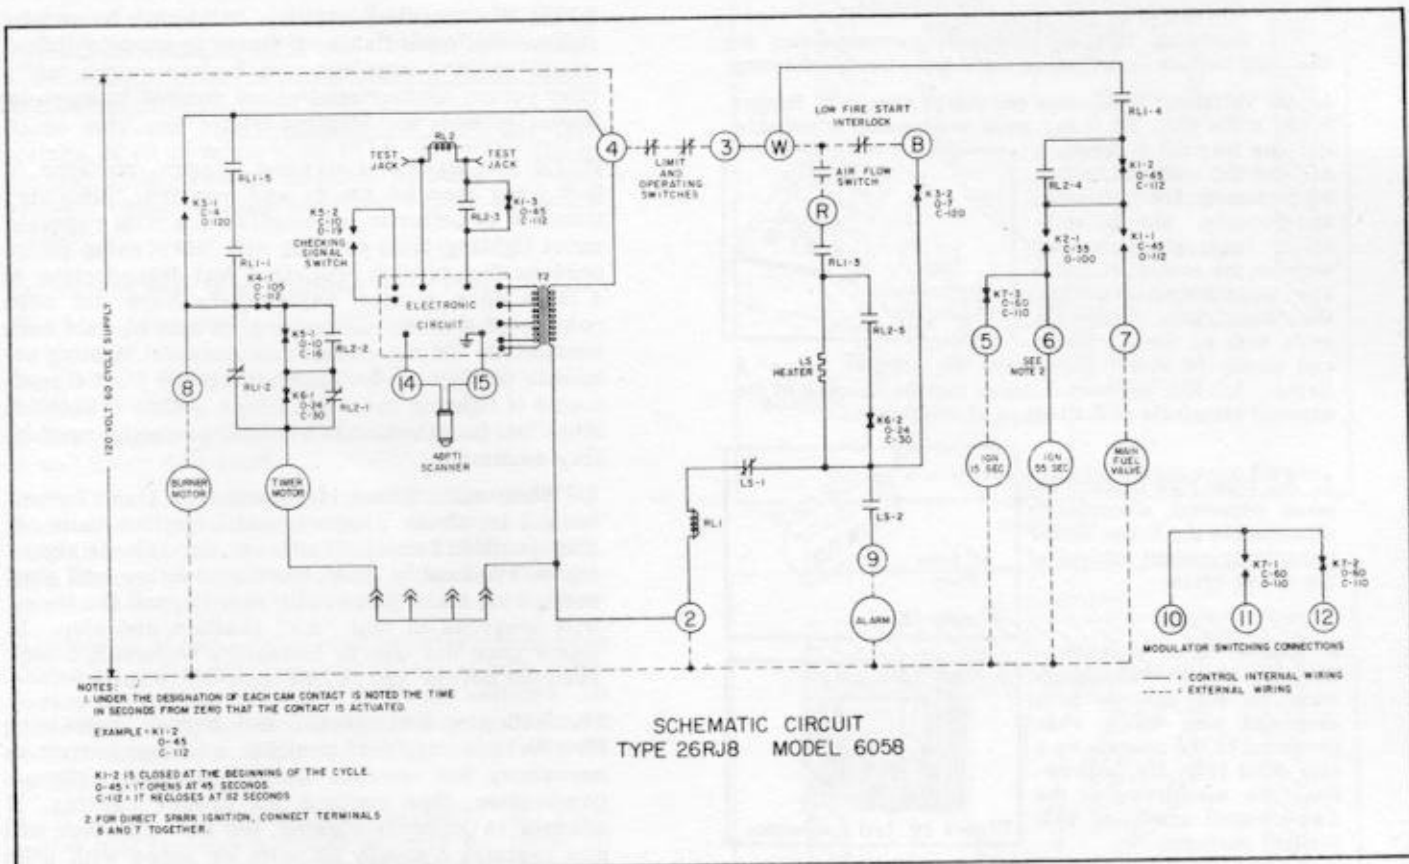 120 VOLT 60 CYCLE SUPPLY
RL1-5
K3-1
C-4
O-120
RL1-1
K4-1
O-105
C-112
K5-1
O-10
C-16
RL2-2
RL1-2
K6-1
O-24
C-30
RL2-1
8
BURNER
MOTOR
TIMER
MOTOR
RL2
TEST
JACK
TEST
JACK
K5-2
C-10
O-15
CHECKING
SIGNAL
SWITCH
RL2-3
K1-3
O-45
C-112
ELECTRONIC
CIRCUIT
T2
14
15
48PT1
SCANNER
4
LIMIT
AND
OPERATING
SWITCHES
3
W
LOW FIRE START
INTERLOCK
B
AIR FLOW
SWITCH
R
K3-2
O-7
C-120
RL1-3
LS
HEATER
RL2-5
K6-2
O-24
C-30
LS-1
LS-2
RL1
9
2
ALARM
RL1-4
RL2-4
K1-2
O-45
C-112
K2-1
C-35
O-100
K1-1
C-45
O-112
C-60
C-110
5
6
7
SEE
NOTE 2
IGN
15 SEC
IGN
55 SEC
MAIN
FUEL
VALVE
K7-1
C-60
O-110
K7-2
O-60
C-110
10
11
12
MODULATOR SWITCHING CONNECTIONS
= CONTROL INTERNAL WIRING
= EXTERNAL WIRING
NOTES:
1. UNDER THE DESIGNATION OF EACH CAM CONTACT IS NOTED THE TIME
IN SECONDS FROM ZERO THAT THE CONTACT IS ACTUATED.
EXAMPLE = K1-2
O-45
C-112
K1-2 IS CLOSED AT THE BEGINNING OF THE CYCLE.
O-45 = IT OPENS AT 45 SECONDS
C-112 = IT RECLOSES AT 112 SECONDS
2. FOR DIRECT SPARK IGNITION, CONNECT TERMINALS
6 AND 7 TOGETHER.
SCHEMATIC CIRCUIT
TYPE 26RJ8 MODEL 6058